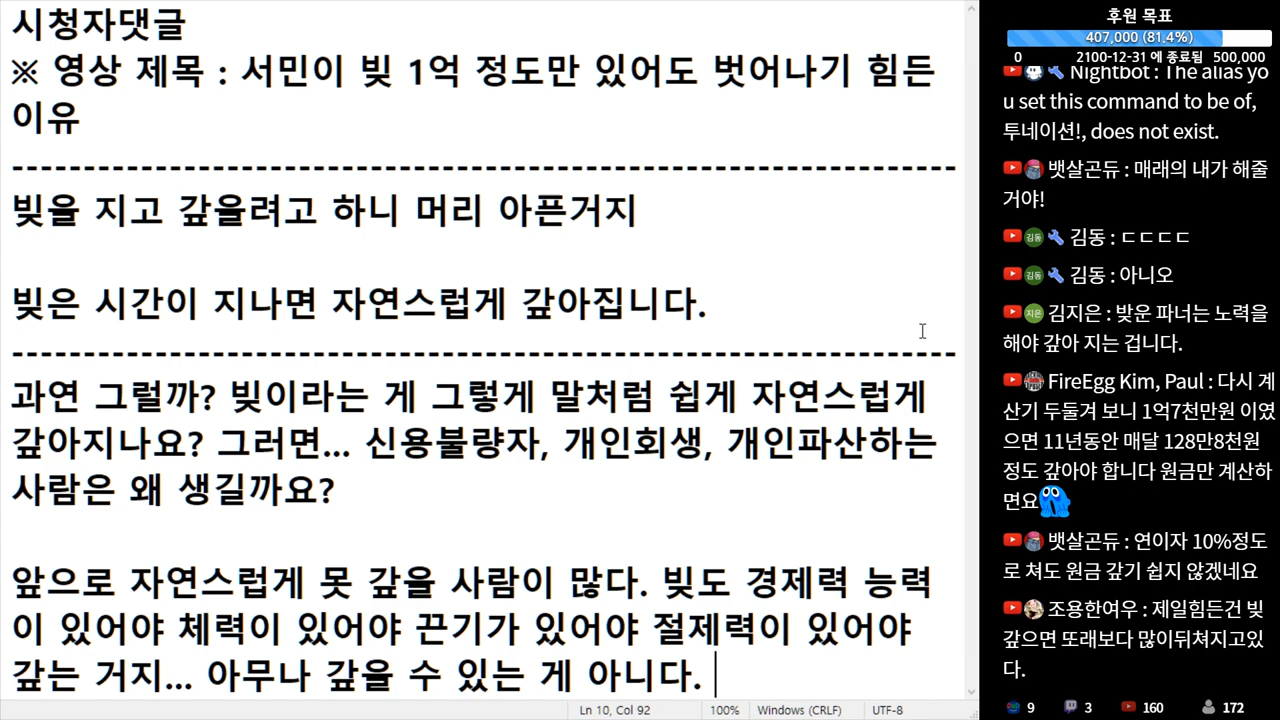 시청자댓글
※ 영상 제목 : 서민이 빚 1억 정도만 있어도 벗어나기 힘든
이유
--------------------------------------------------------------------
빚을 지고 갚을려고 하니 머리 아픈거지
빚은 시간이 지나면 자연스럽게 갚아집니다.
--------------------------------------------------------------------
과연 그럴까? 빚이라는 게 그렇게 말처럼 쉽게 자연스럽게
갚아지나요? 그러면... 신용불량자, 개인회생, 개인파산하는
사람은 왜 생길까요?
앞으로 자연스럽게 못 갚을 사람이 많다. 빚도 경제력 능력
이 있어야 체력이 있어야 끈기가 있어야 절제력이 있어야
갚는 거지... 아무나 갚을 수 있는 게 아니다.
Ln 10, Col 92
100%
Windows (CRLF)
UTF-8
후원 목표
407,000 (81.4%)
0 2100-12-31 에 종료됨 500,000
Nightbot : The alias yo
u set this command to be of,
투네이션!, does not exist.
뱃살곤듀 : 매래의 내가 해줄
거야!
김동 김동 : ㄷㄷㄷㄷ
김동 김동 : 아니오
지은 김지은 : 밪운 파너는 노력을
해야 갚아 지는 겁니다.
FireEgg Kim, Paul : 다시 계
산기 두둘겨 보니 1억7천만원 이였
으면 11년동안 매달 128만8천원
정도 갚아야 합니다 원금만 계산하
면요
뱃살곤듀 : 연이자 10%정도
로 쳐도 원금 갚기 쉽지 않겠네요
조용한여우 : 제일힘든건 빚
갚으면 또래보다 많이뒤쳐지고있
다.
9 3 160 172